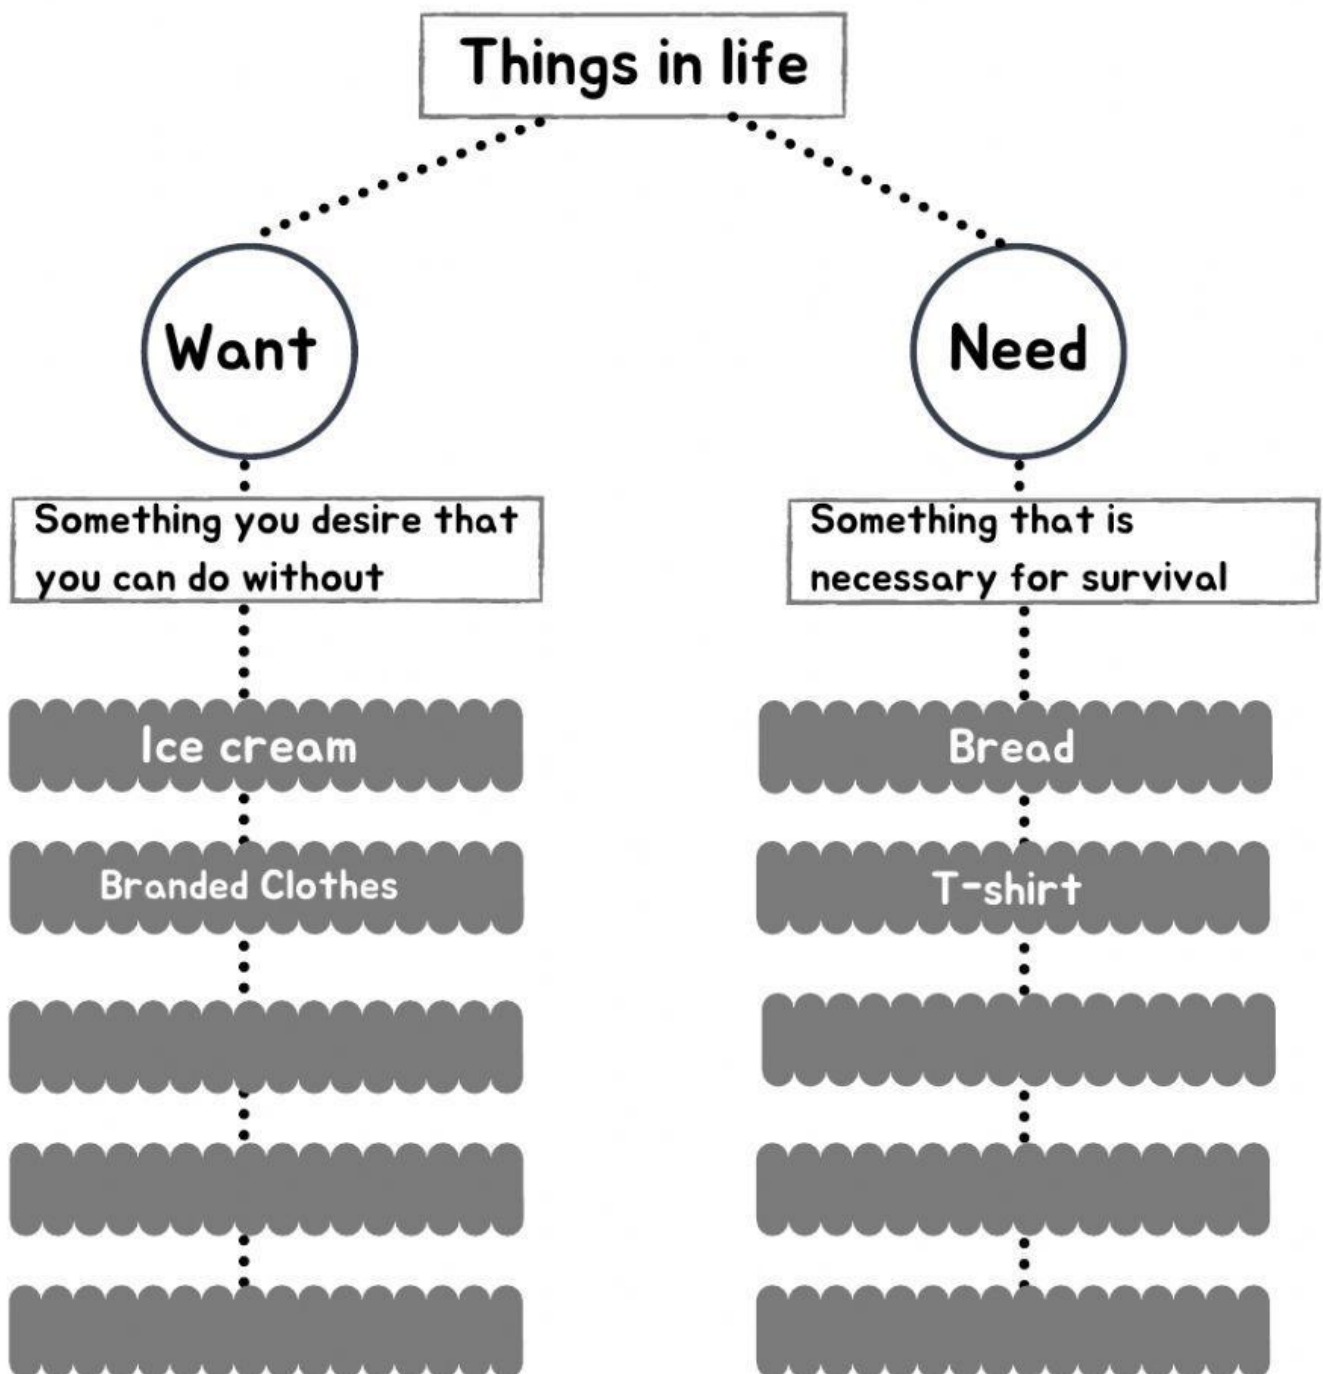 Things in life
Want
Need
Something you desire that
you can do without
Something that is
necessary for survival
Ice cream
Bread
Branded Clothes
T-shirt